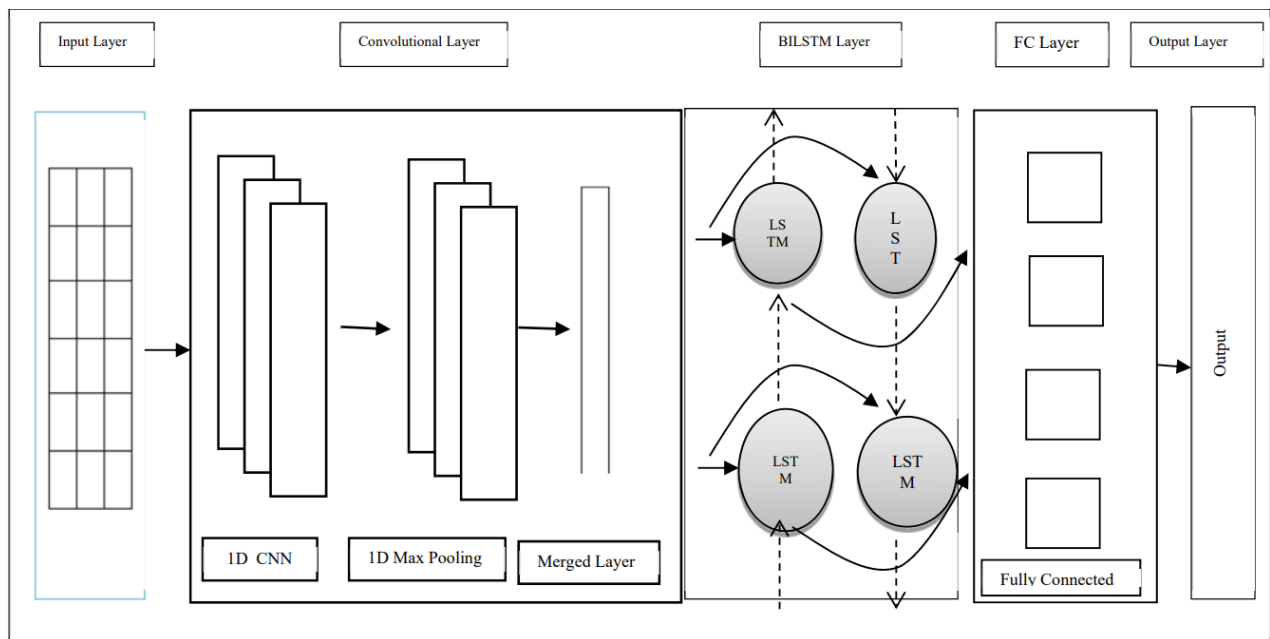 Input Layer
Convolutional Layer
BILSTM Layer
FC Layer
Output Layer
LS
TM
L
S
T
LST
M
LST
M
Output
1D CNN
1D Max Pooling
Merged Layer
Fully Connected